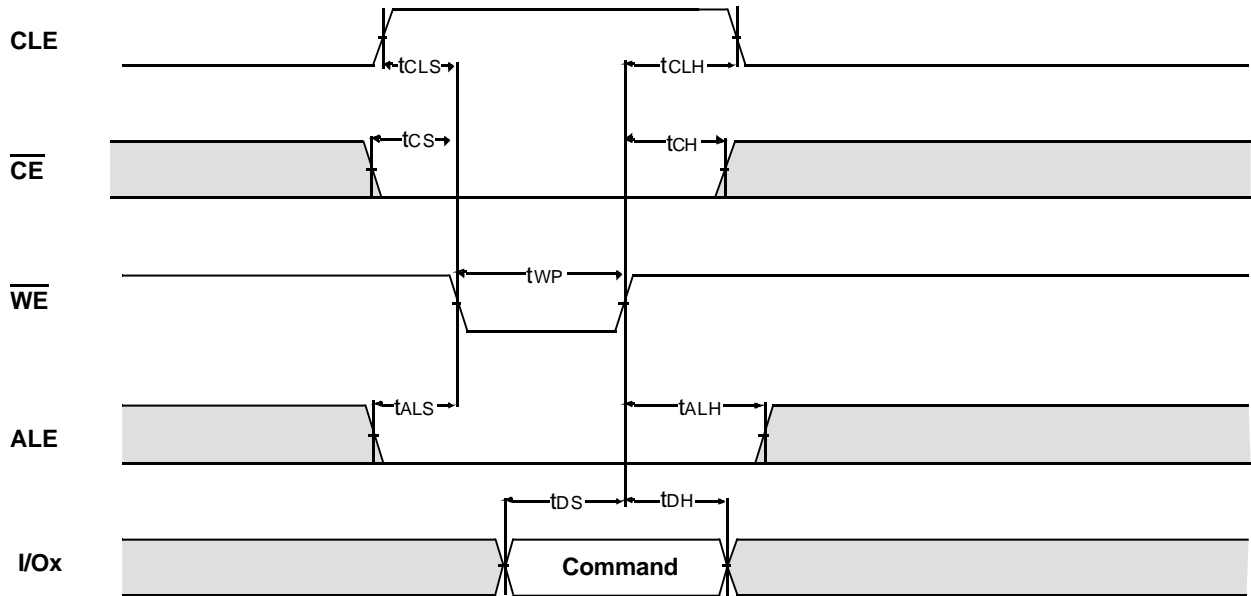 CLE
tCLS
tCLH
CE
tCS
tCH
WE
tWP
ALE
tALS
tALH
I/Ox
tDS
tDH
Command